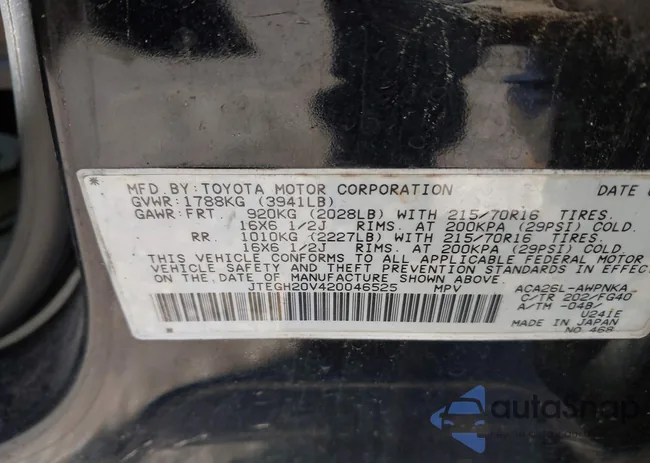 MFD. BY: TOYOTA MOTOR CORPORATION DATE
GVWR: 1788KG (3941LB)
GAWR: FRT. 920KG (2028LB) WITH 215/70R16 TIRES.
16X6 1/2J RIMS. AT 200KPA (29PSI) COLD.
RR. 1010KG (2227LB) WITH 215/70R16 TIRES.
16X6 1/2J RIMS. AT 200KPA (29PSI) COLD.
THIS VEHICLE CONFORMS TO ALL APPLICABLE FEDERAL MOTOR
VEHICLE SAFETY AND THEFT PREVENTION STANDARDS IN EFFEC
ON THE DATE OF MANUFACTURE SHOWN ABOVE.
JTEGH20V420046525 MPV ACA26L-AWPNKA
C/TR 202/FG40
A/TM -04B/
U241E
MADE IN JAPAN
NO.468
autoSnap